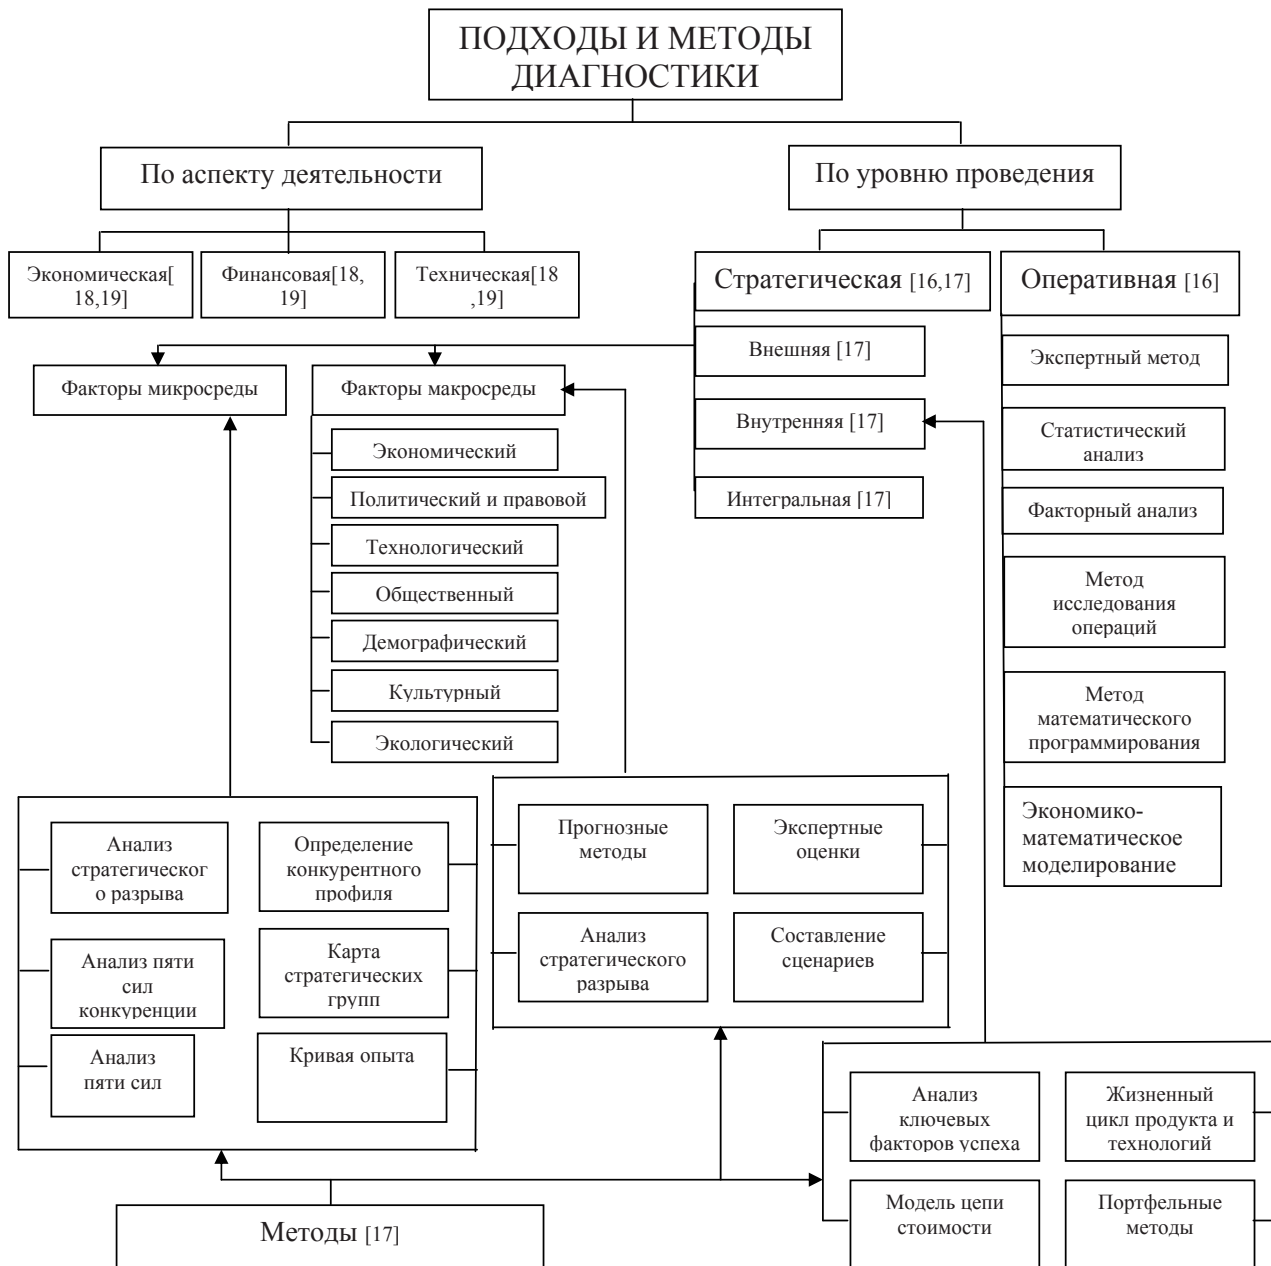 ПОДХОДЫ И МЕТОДЫ
ДИАГНОСТИКИ
По аспекту деятельности
По уровню проведения
Экономическая[
18,19]
Финансовая[18,
19]
Техническая[18
,19]
Стратегическая [16,17]
Оперативная [16]
Внешняя [17]
Внутренняя [17]
Интегральная [17]
Экспертный метод
Статистический
анализ
Факторный анализ
Метод
исследования
операций
Метод
математического
программирования
Экономико-
математическое
моделирование
Факторы микросреды
Факторы макросреды
Экономический
Политический и правовой
Технологический
Общественный
Демографический
Культурный
Экологический
Анализ
стратегическог
о разрыва
Определение
конкурентного
профиля
Анализ пяти
сил
конкуренции
Карта
стратегических
групп
Анализ
пяти сил
Кривая опыта
Прогнозные
методы
Экспертные
оценки
Анализ
стратегического
разрыва
Составление
сценариев
Анализ
ключевых
факторов успеха
Жизненный
цикл продукта и
технологий
Модель цепи
стоимости
Портфельные
методы
Методы [17]